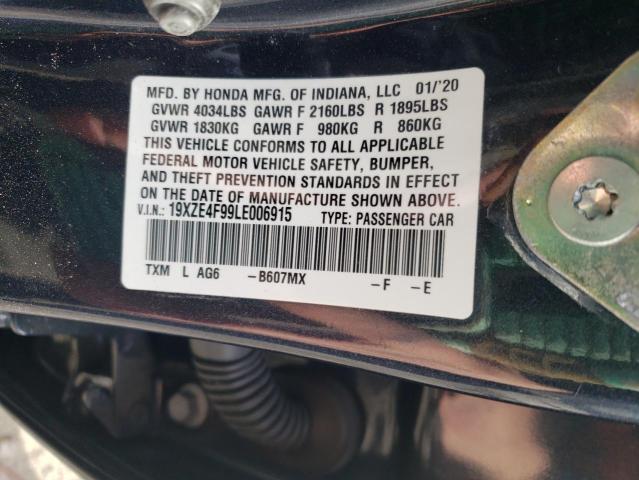 MFD. BY HONDA MFG. OF INDIANA, LLC 01/'20
GVWR 4034LBS GAWR F 2160LBS R 1895LBS
GVWR 1830KG GAWR F 980KG R 860KG
THIS VEHICLE CONFORMS TO ALL APPLICABLE
FEDERAL MOTOR VEHICLE SAFETY, BUMPER,
AND THEFT PREVENTION STANDARDS IN EFFECT
ON THE DATE OF MANUFACTURE SHOWN ABOVE.
V.I.N.: 19XZE4F99LE006915 TYPE: PASSENGER CAR
TXM L AG6 -B607MX -F -E